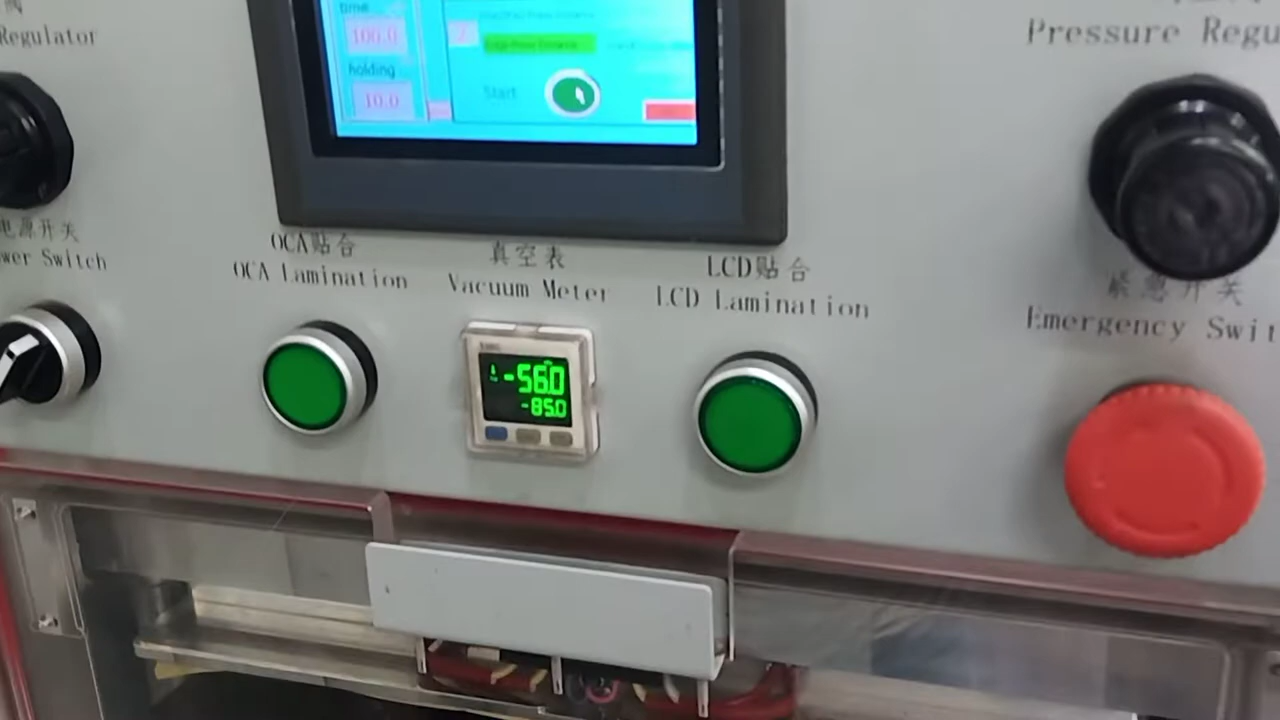 阀
Regulator
time
100.0
holding
10.0
Start
Pressure Regu
电源开关
wer Switch
OCA贴合
OCA Lamination
真空表
Vacuum Meter
LCD贴合
LCD Lamination
紧急开关
Emergency Swit
-56.0
-85.0